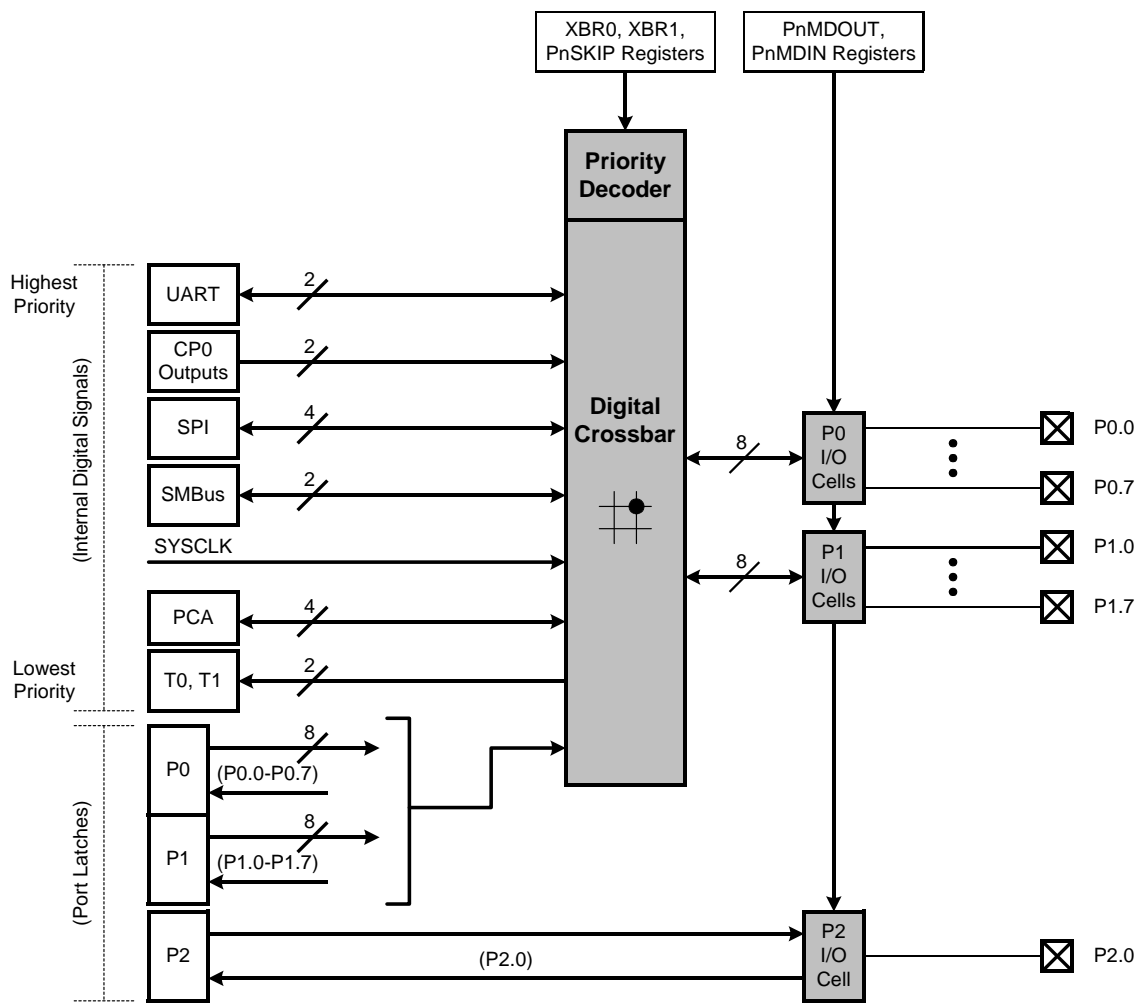 XBR0, XBR1,
PnSKIP Registers
PnMDOUT,
PnMDIN Registers
Priority
Decoder
Highest
Priority
(Internal Digital Signals)
UART
2
CP0
Outputs
2
SPI
4
Digital
Crossbar
SMBus
2
SYSCLK
PCA
4
Lowest
Priority
T0, T1
2
8
P0
I/O
Cells
P0.0
P0.7
8
P1
I/O
Cells
P1.0
P1.7
(Port Latches)
P0
8
(P0.0-P0.7)
P1
8
(P1.0-P1.7)
P2
(P2.0)
P2
I/O
Cell
P2.0